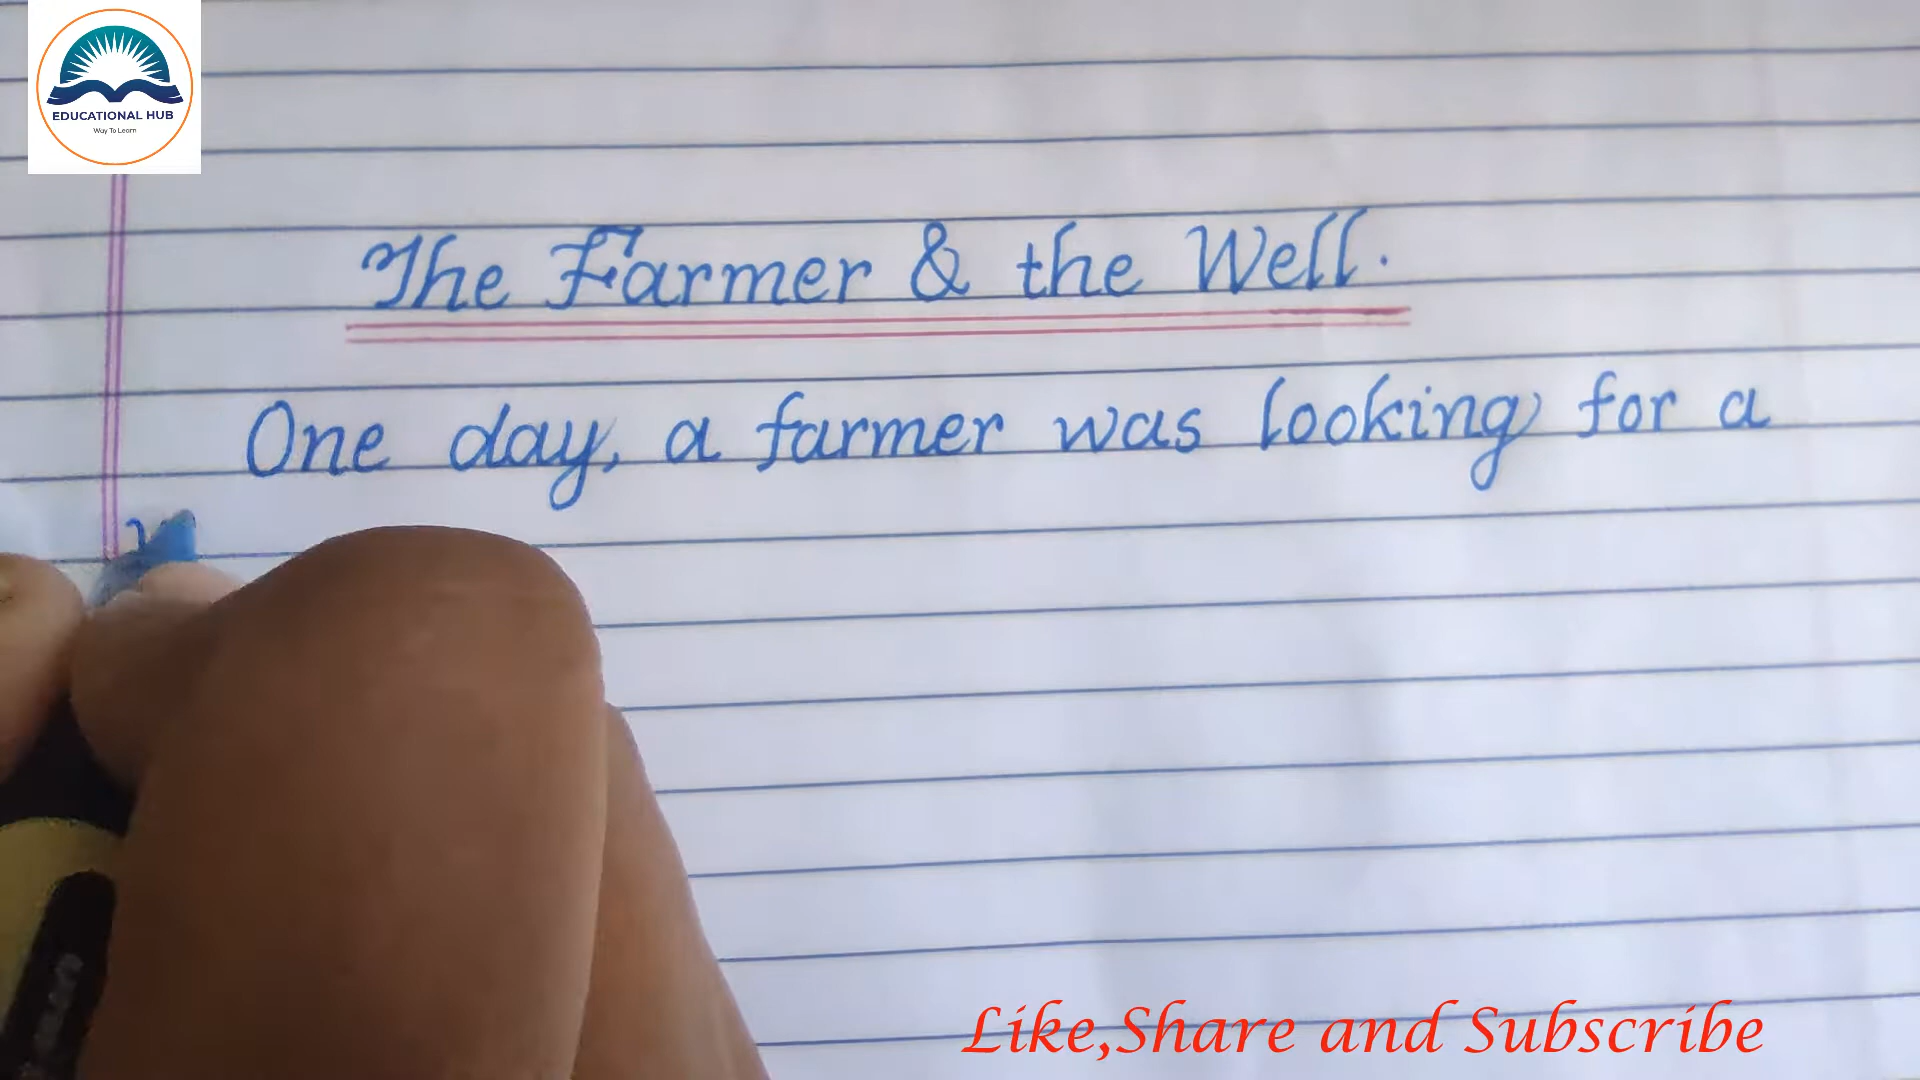 EDUCATIONAL HUB
Way To Learn
The Farmer & the Well.
One day, a farmer was looking for a
Like,Share and Subscribe